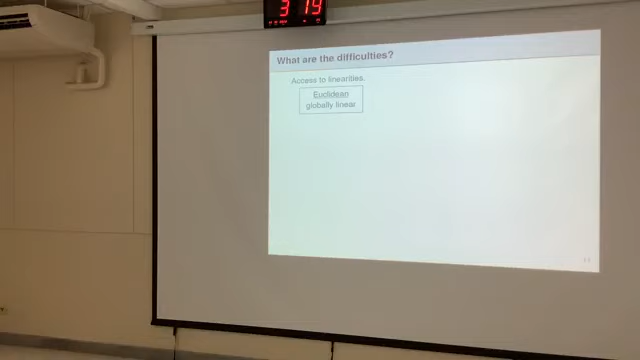 3 19
What are the difficulties?
Access to linearities.
Euclidean
globally linear